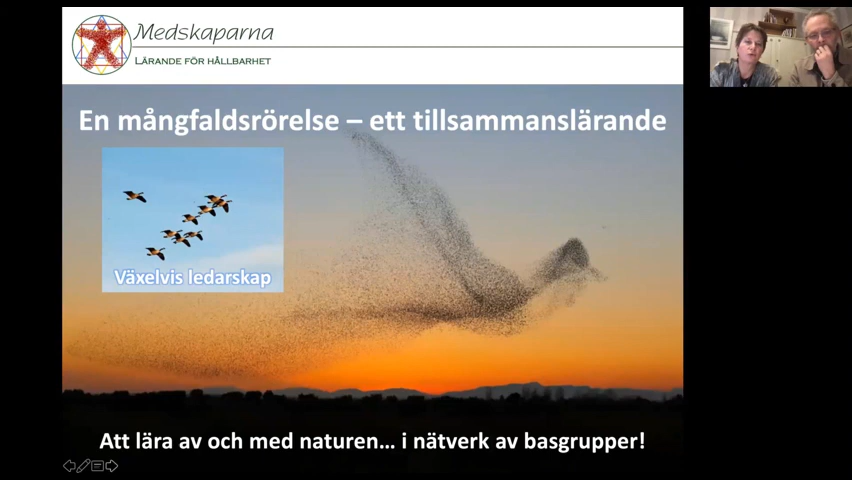 Medskaparna
LÄRANDE FÖR HÅLLBARHET
En mångfaldsrörelse – ett tillsammanslärande
Växelvis ledarskap
Att lära av och med naturen... i nätverk av basgrupper!